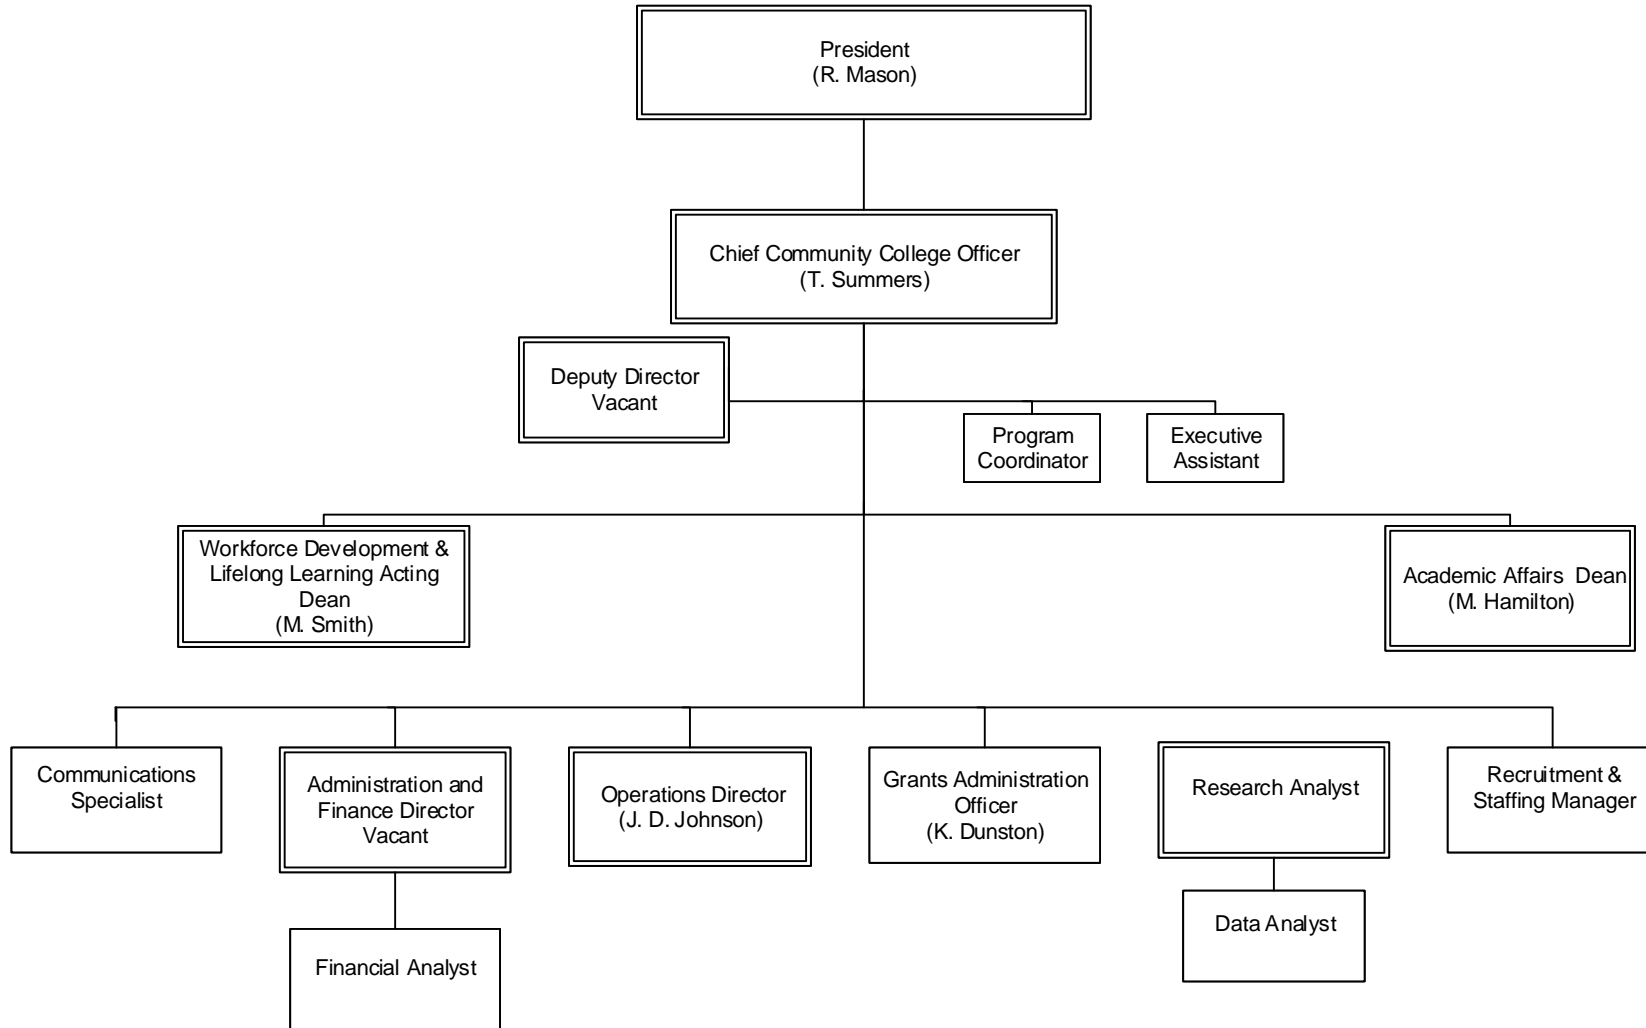 President
(R. Mason)
Chief Community College Officer
(T. Summers)
Deputy Director
Vacant
Program
Coordinator
Executive
Assistant
Workforce Development &
Lifelong Learning Acting
Dean
(M. Smith)
Academic Affairs Dean
(M. Hamilton)
Communications
Specialist
Administration and
Finance Director
Vacant
Operations Director
(J. D. Johnson)
Grants Administration
Officer
(K. Dunston)
Research Analyst
Recruitment &
Staffing Manager
Data Analyst
Financial Analyst